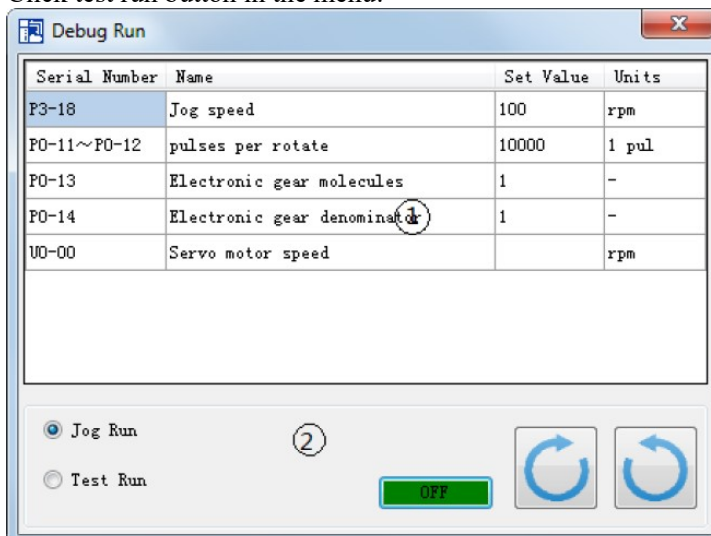 Click test run button in the menu.
Debug Run
Serial Number Name Set Value Units
P3-18 Jog speed 100 rpm
P0-11~P0-12 pulses per rotate 10000 1 pul
P0-13 Electronic gear molecules 1 -
P0-14 Electronic gear denominator 1 -
①
U0-00 Servo motor speed rpm
Jog Run
②
Test Run
OFF